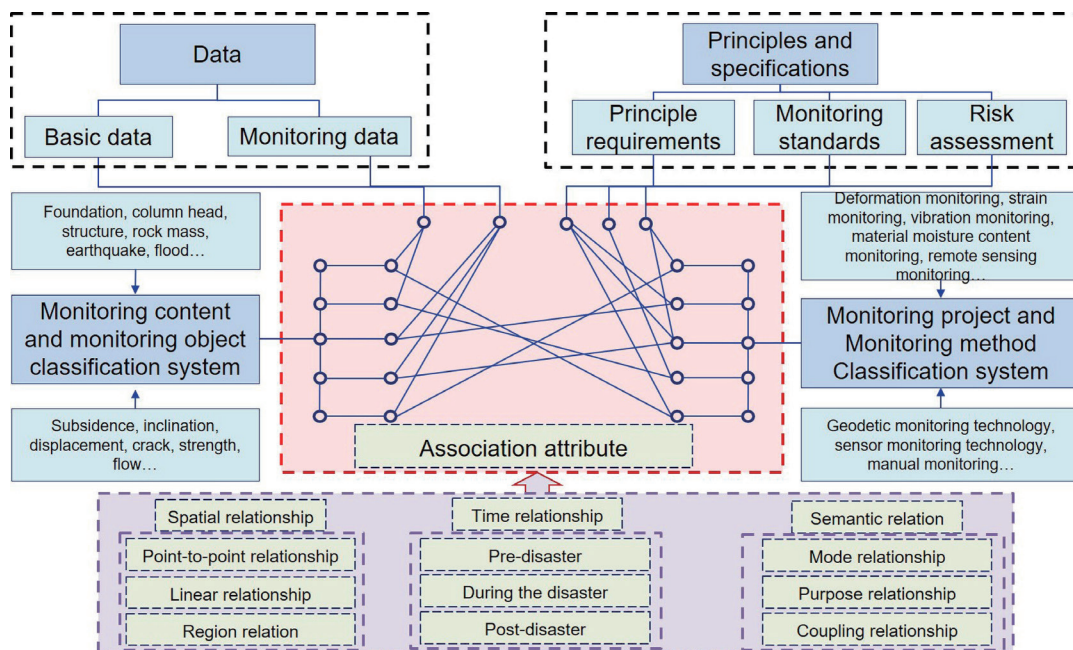 Data
Basic data
Monitoring data
Principles and
specifications
Principle
requirements
Monitoring
standards
Risk
assessment
Foundation, column head,
structure, rock mass,
earthquake, flood…
Monitoring content
and monitoring object
classification system
Subsidence, inclination,
displacement, crack, strength,
flow…
Deformation monitoring, strain
monitoring, vibration monitoring,
material moisture content
monitoring, remote sensing
monitoring…
Monitoring project and
Monitoring method
Classification system
Geodetic monitoring technology,
sensor monitoring technology,
manual monitoring…
Association attribute
Spatial relationship
Point-to-point relationship
Linear relationship
Region relation
Time relationship
Pre-disaster
During the disaster
Post-disaster
Semantic relation
Mode relationship
Purpose relationship
Coupling relationship